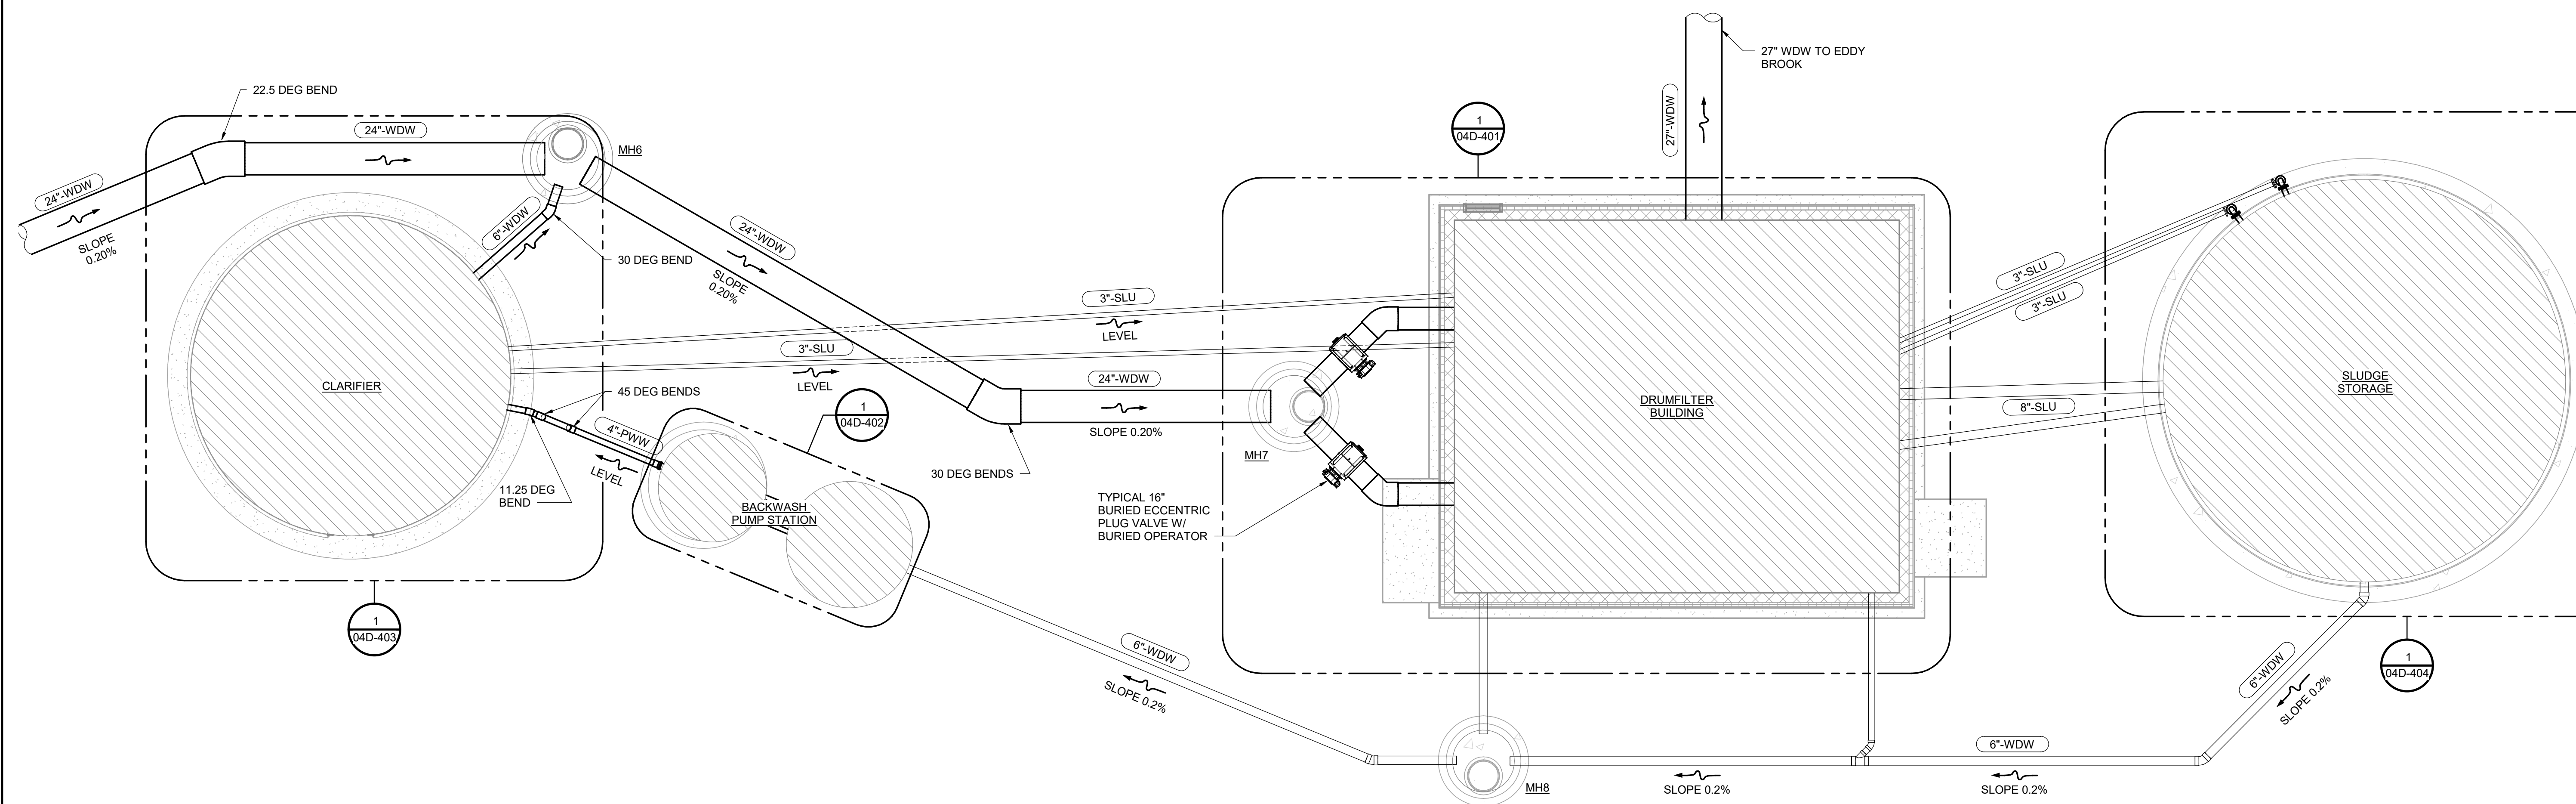 22.5 DEG BEND
24"-WDW
MH6
24"-WDW
SLOPE
0.20%
6"-WDW
30 DEG BEND
24"-WDW
SLOPE
0.20%
CLARIFIER
3"-SLU
LEVEL
3"-SLU
LEVEL
45 DEG BENDS
4"-PWW
LEVEL
11.25 DEG
BEND
1
04D-403
1
04D-402
BACKWASH
PUMP STATION
24"-WDW
SLOPE 0.20%
30 DEG BENDS
MH7
TYPICAL 16"
BURIED ECCENTRIC
PLUG VALVE W/
BURIED OPERATOR
1
04D-401
27"-WDW
27" WDW TO EDDY
BROOK
DRUMFILTER
BUILDING
3"-SLU
3"-SLU
8"-SLU
SLUDGE
STORAGE
1
04D-404
6"-WDW
SLOPE 0.2%
6"-WDW
SLOPE 0.2%
SLOPE 0.2%
MH8
6"-WDW
SLOPE 0.2%